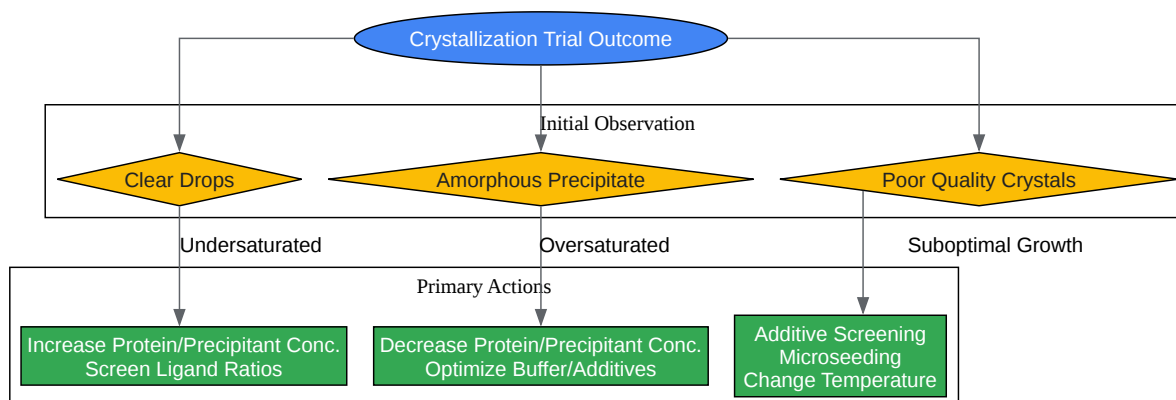 Crystallization Trial Outcome
Initial Observation
Clear Drops
Amorphous Precipitate
Poor Quality Crystals
Undersaturated
Oversaturated
Suboptimal Growth
Primary Actions
Increase Protein/Precipitant Conc.
Screen Ligand Ratios
Decrease Protein/Precipitant Conc.
Optimize Buffer/Additives
Additive Screening
Microseeding
Change Temperature